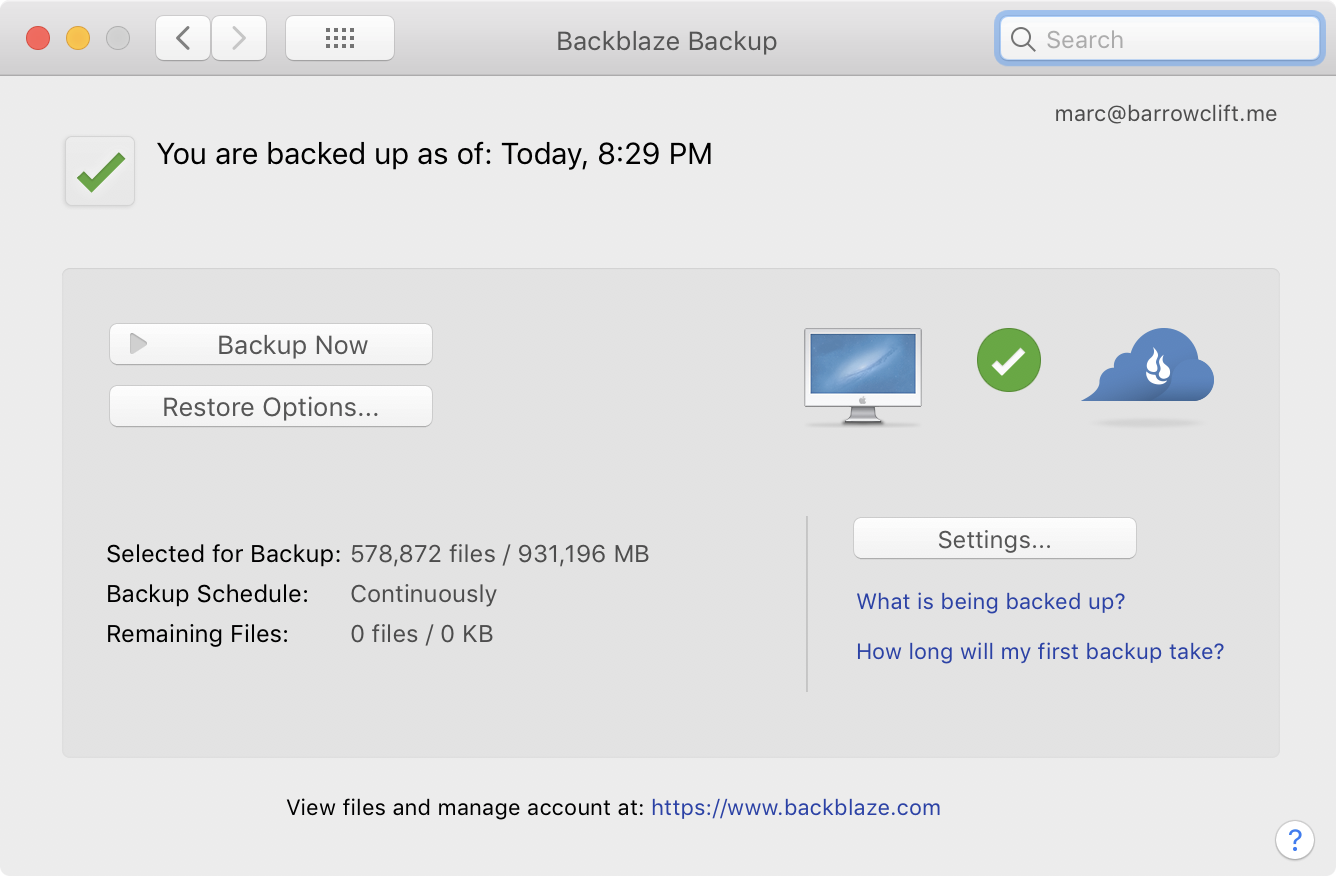 Backblaze Backup
Search
marc@barrowclift.me
You are backed up as of: Today, 8:29 PM
Backup Now
Restore Options...
Selected for Backup: 578,872 files / 931,196 MB
Backup Schedule: Continuously
Remaining Files: 0 files / 0 KB
Settings...
What is being backed up?
How long will my first backup take?
View files and manage account at: https://www.backblaze.com
?